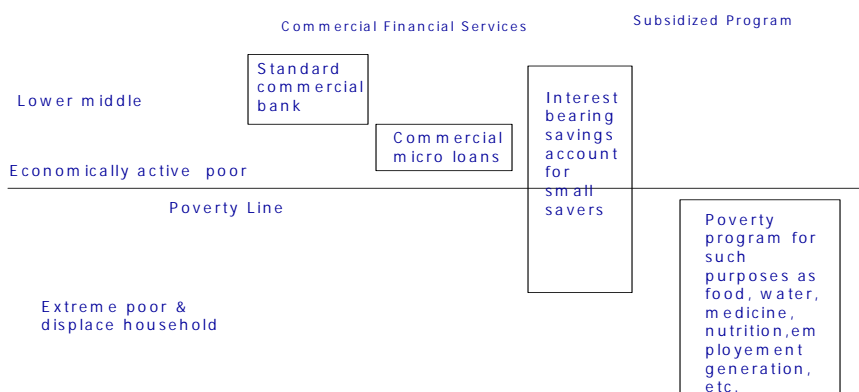 Commercial Financial Services
Subsidized Program
Standard
commercial
bank
Lower middle
Interest
bearing
savings
account
for
small
savers
Commercial
micro loans
Economically active poor
Poverty Line
Poverty
program for
such
purposes as
food, water,
medicine,
nutrition,em
ployement
generation,
etc.
Extreme poor &
displace household